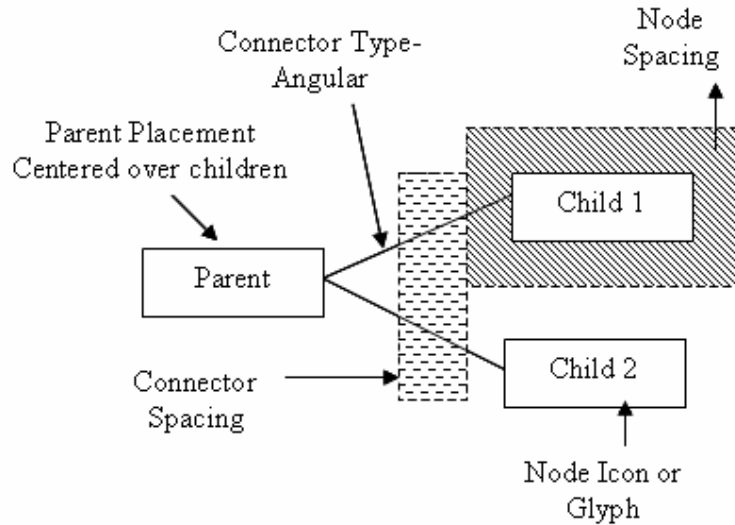 Connector Type-
Angular
Node
Spacing
Parent Placement
Centered over children
Child 1
Parent
Child 2
Connector
Spacing
Node Icon or
Glyph